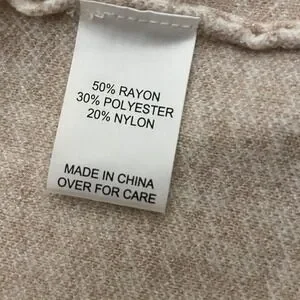 50% RAYON
30% POLYESTER
20% NYLON
MADE IN CHINA
OVER FOR CARE